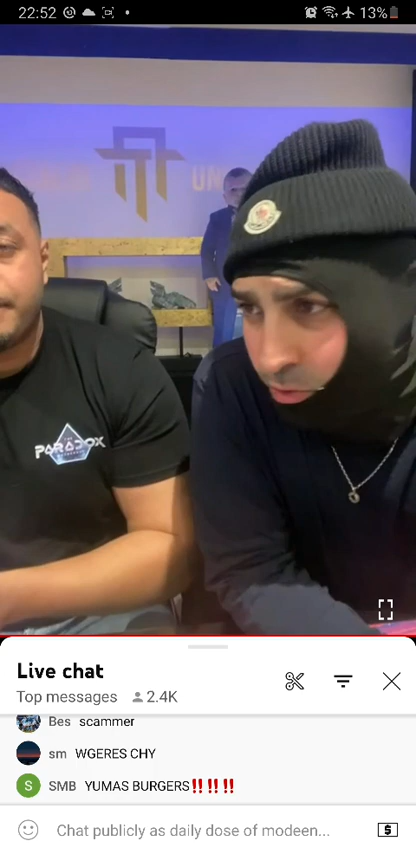 22:52
13%
UN
PARADOX
Live chat
Top messages 2.4K
Bes scammer
sm WGERES CHY
SMB YUMAS BURGERS‼️‼️‼️
Chat publicly as daily dose of modeen...